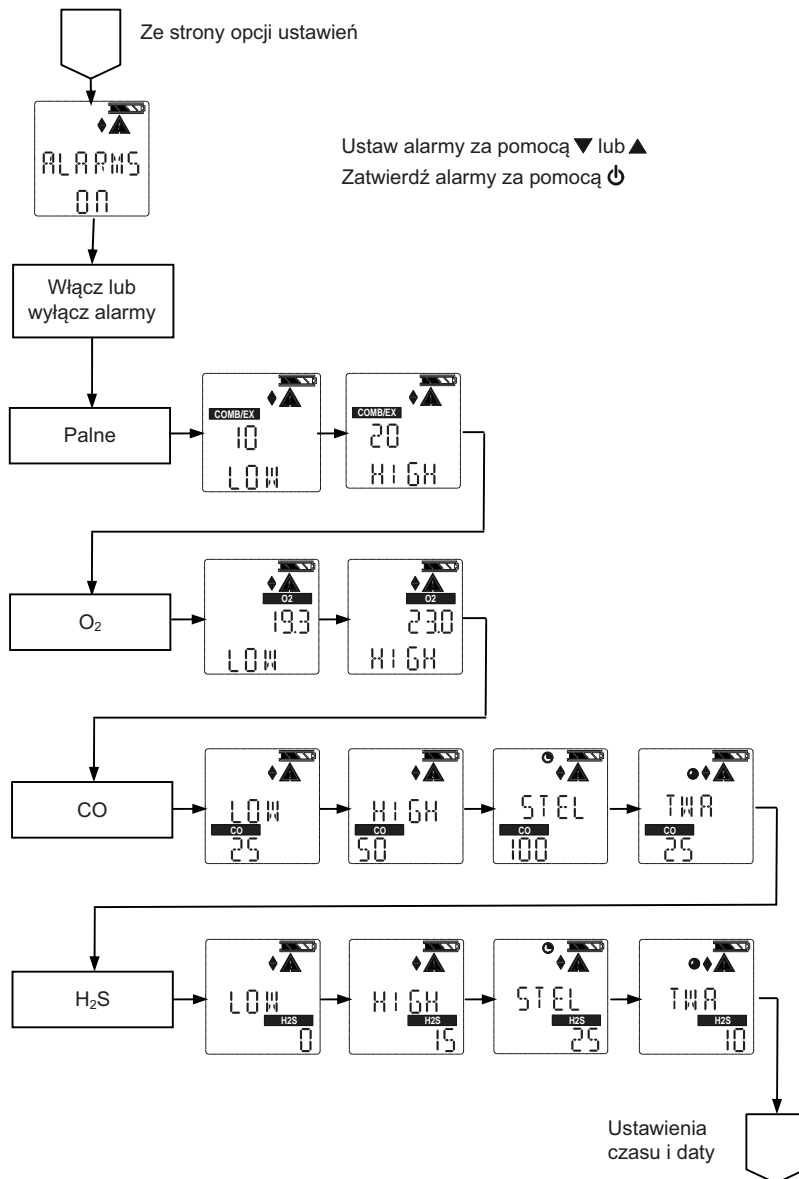 Ze strony opcji ustawień
ALARMS
ON
Ustaw alarmy za pomocą ▼ lub ▲
Zatwierdź alarmy za pomocą ⏻
Włącz lub
wyłącz alarmy
Palne
COMB/EX
10
LOW
COMB/EX
20
HIGH
O₂
O2
19.3
LOW
O2
23.0
HIGH
CO
LOW
CO
25
HIGH
CO
50
STEL
CO
100
TWA
CO
25
H₂S
LOW
H2S
0
HIGH
H2S
15
STEL
H2S
25
TWA
H2S
10
Ustawienia
czasu i daty